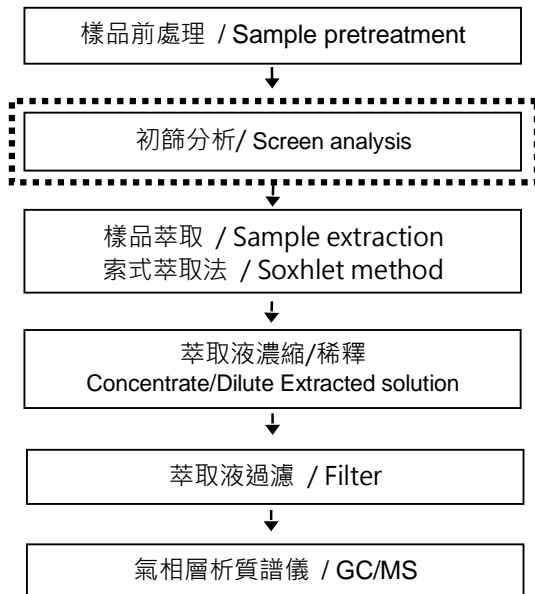 樣品前處理 / Sample pretreatment
初篩分析/ Screen analysis
樣品萃取 / Sample extraction
索式萃取法 / Soxhlet method
萃取液濃縮/稀釋
Concentrate/Dilute Extracted solution
萃取液過濾 / Filter
氣相層析質譜儀 / GC/MS